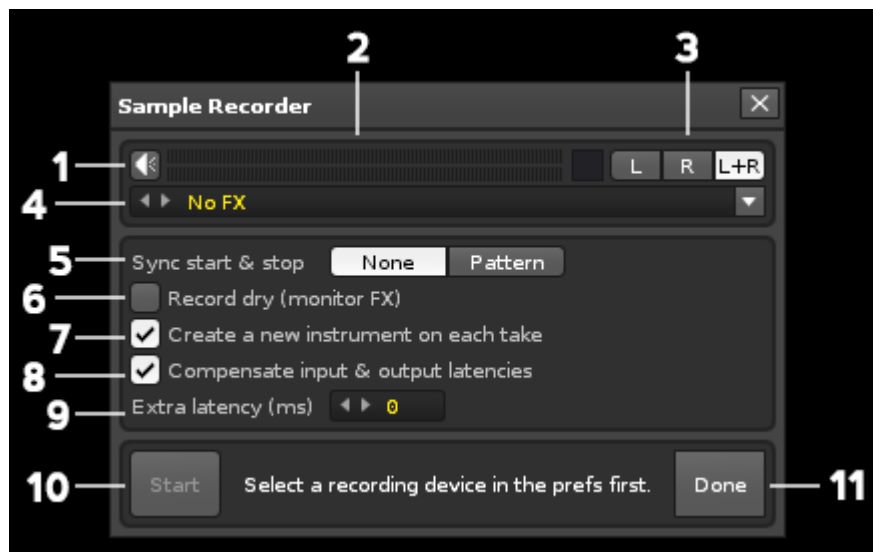 2 3
Sample Recorder
1 L R L+R
4 No FX
5 Sync start & stop None Pattern
6 Record dry (monitor FX)
7 Create a new instrument on each take
8 Compensate input & output latencies
9 Extra latency (ms) 0
10 Start Select a recording device in the prefs first. Done 11